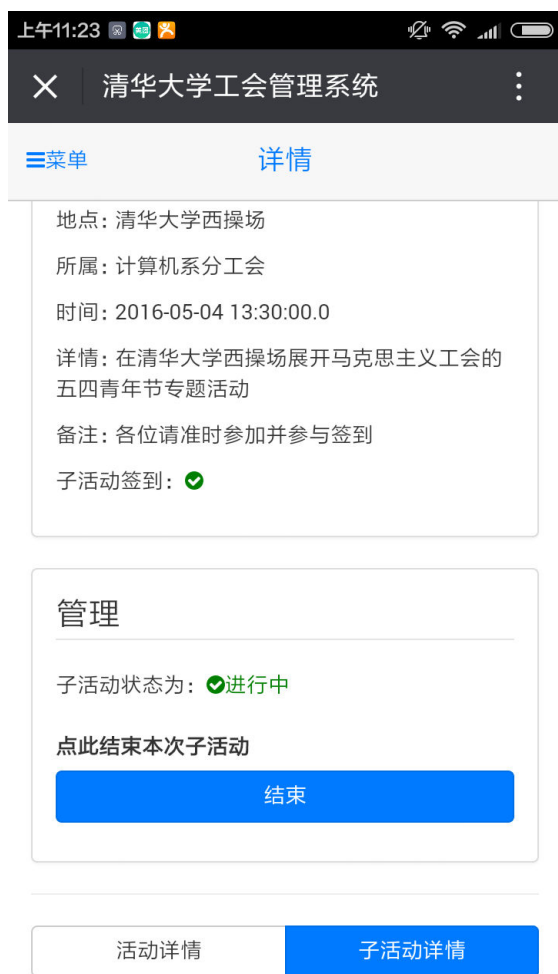 上午11:23
清华大学工会管理系统
菜单
详情
地点: 清华大学西操场
所属: 计算机系分工会
时间: 2016-05-04 13:30:00.0
详情: 在清华大学西操场展开马克思主义工会的
五四青年节专题活动
备注: 各位请准时参加并参与签到
子活动签到:
管理
子活动状态为: 进行中
点此结束本次子活动
结束
活动详情
子活动详情